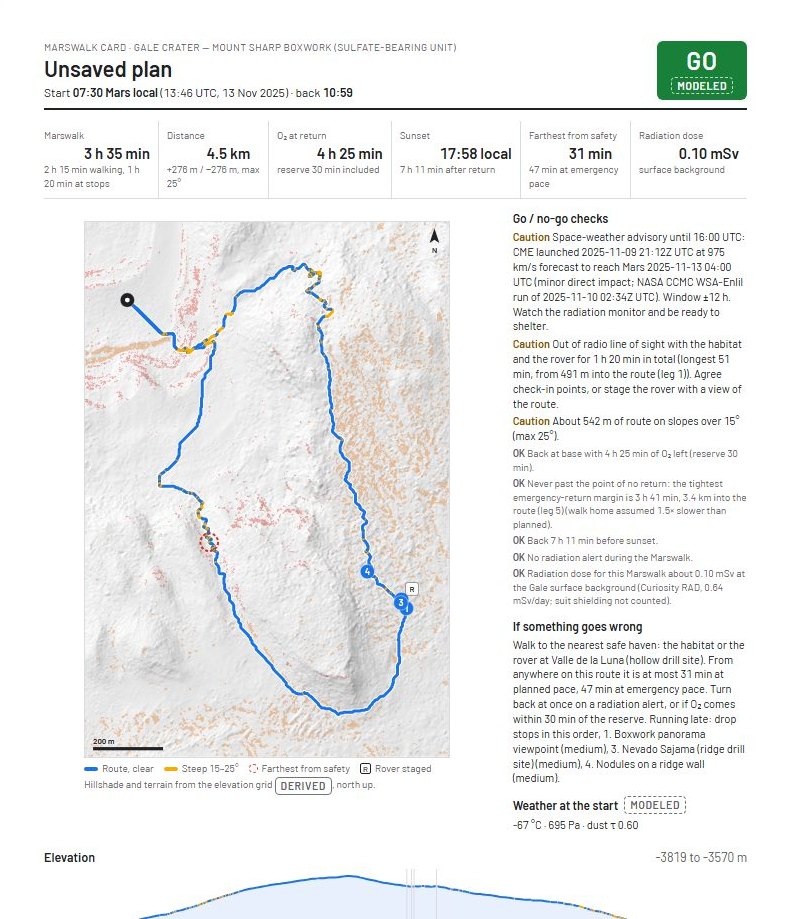 MARSWALK CARD · GALE CRATER — MOUNT SHARP BOXWORK (SULFATE-BEARING UNIT)
Unsaved plan
Start 07:30 Mars local (13:46 UTC, 13 Nov 2025) · back 10:59
GO
MODELED
Marswalk
3 h 35 min
2 h 15 min walking, 1 h
20 min at stops
Distance
4.5 km
+276 m / −276 m, max
25°
O₂ at return
4 h 25 min
reserve 30 min included
Sunset
17:58 local
7 h 11 min after return
Farthest from safety
31 min
47 min at emergency
pace
Radiation dose
0.10 mSv
surface background
N
4
R
3
200 m
Route, clear
Steep 15–25°
Farthest from safety
R Rover staged
Hillshade and terrain from the elevation grid DERIVED, north up.
Go / no-go checks
Caution Space-weather advisory until 16:00 UTC:
CME launched 2025-11-09 21:12Z UTC at 975
km/s forecast to reach Mars 2025-11-13 04:00
UTC (minor direct impact; NASA CCMC WSA-Enlil
run of 2025-11-10 02:34Z UTC). Window ±12 h.
Watch the radiation monitor and be ready to
shelter.
Caution Out of radio line of sight with the habitat
and the rover for 1 h 20 min in total (longest 51
min, from 491 m into the route (leg 1)). Agree
check-in points, or stage the rover with a view of
the route.
Caution About 542 m of route on slopes over 15°
(max 25°).
OK Back at base with 4 h 25 min of O₂ left (reserve 30
min).
OK Never past the point of no return: the tightest
emergency-return margin is 3 h 41 min, 3.4 km into the
route (leg 5) (walk home assumed 1.5× slower than
planned).
OK Back 7 h 11 min before sunset.
OK No radiation alert during the Marswalk.
OK Radiation dose for this Marswalk about 0.10 mSv at
the Gale surface background (Curiosity RAD, 0.64
mSv/day; suit shielding not counted).
If something goes wrong
Walk to the nearest safe haven: the habitat or the
rover at Valle de la Luna (hollow drill site). From
anywhere on this route it is at most 31 min at
planned pace, 47 min at emergency pace. Turn
back at once on a radiation alert, or if O₂ comes
within 30 min of the reserve. Running late: drop
stops in this order, 1. Boxwork panorama
viewpoint (medium), 3. Nevado Sajama (ridge drill
site) (medium), 4. Nodules on a ridge wall
(medium).
Weather at the start MODELED
-67 °C · 695 Pa · dust τ 0.60
Elevation
-3819 to -3570 m